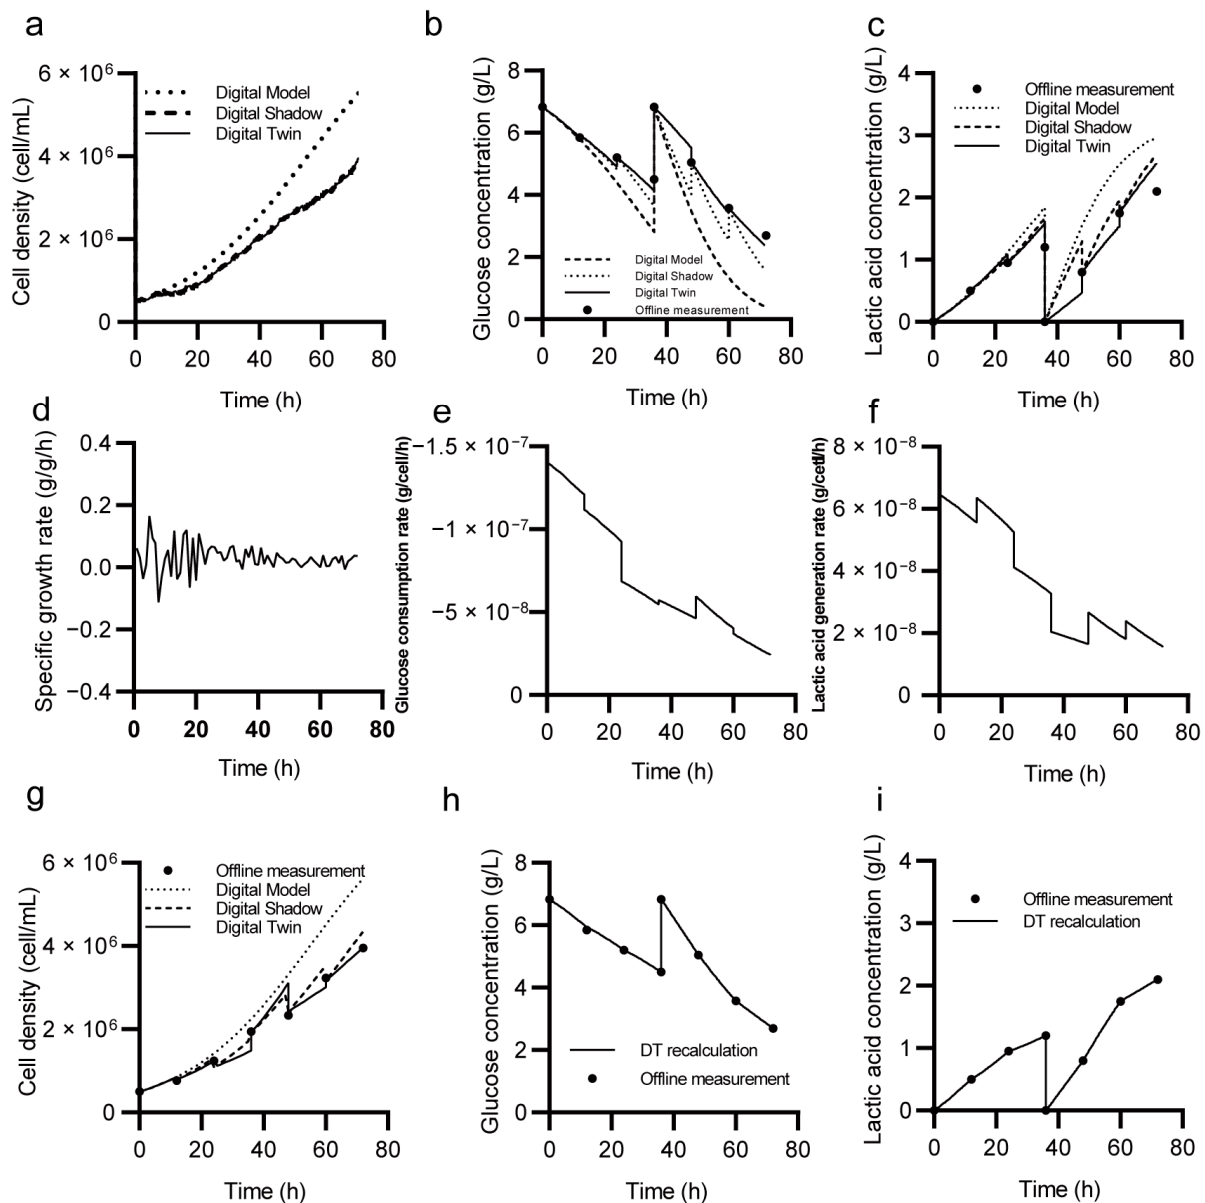 a
6 × 10⁶
4 × 10⁶
2 × 10⁶
0
0 20 40 60 80
Cell density (cell/mL)
Time (h)
Digital Model
Digital Shadow
Digital Twin
b
8
6
4
2
0
0 20 40 60 80
Glucose concentration (g/L)
Time (h)
Digital Model
Digital Shadow
Digital Twin
Offline measurement
c
4
3
2
1
0
0 20 40 60 80
Lactic acid concentration (g/L)
Time (h)
Offline measurement
Digital Model
Digital Shadow
Digital Twin
d
0.4
0.2
0.0
−0.2
−0.4
0 20 40 60 80
Specific growth rate (g/g/h)
Time (h)
e
−1.5 × 10⁻⁷
−1 × 10⁻⁷
−5 × 10⁻⁸
0
0 20 40 60 80
Glucose consumption rate (g/cell/h)
Time (h)
f
8 × 10⁻⁸
6 × 10⁻⁸
4 × 10⁻⁸
2 × 10⁻⁸
0
0 20 40 60 80
Lactic acid generation rate (g/cell/h)
Time (h)
g
6 × 10⁶
4 × 10⁶
2 × 10⁶
0
0 20 40 60 80
Cell density (cell/mL)
Time (h)
Offline measurement
Digital Model
Digital Shadow
Digital Twin
h
8
6
4
2
0
0 20 40 60 80
Glucose concentration (g/L)
Time (h)
DT recalculation
Offline measurement
i
4
3
2
1
0
0 20 40 60 80
Lactic acid concentration (g/L)
Time (h)
Offline measurement
DT recalculation